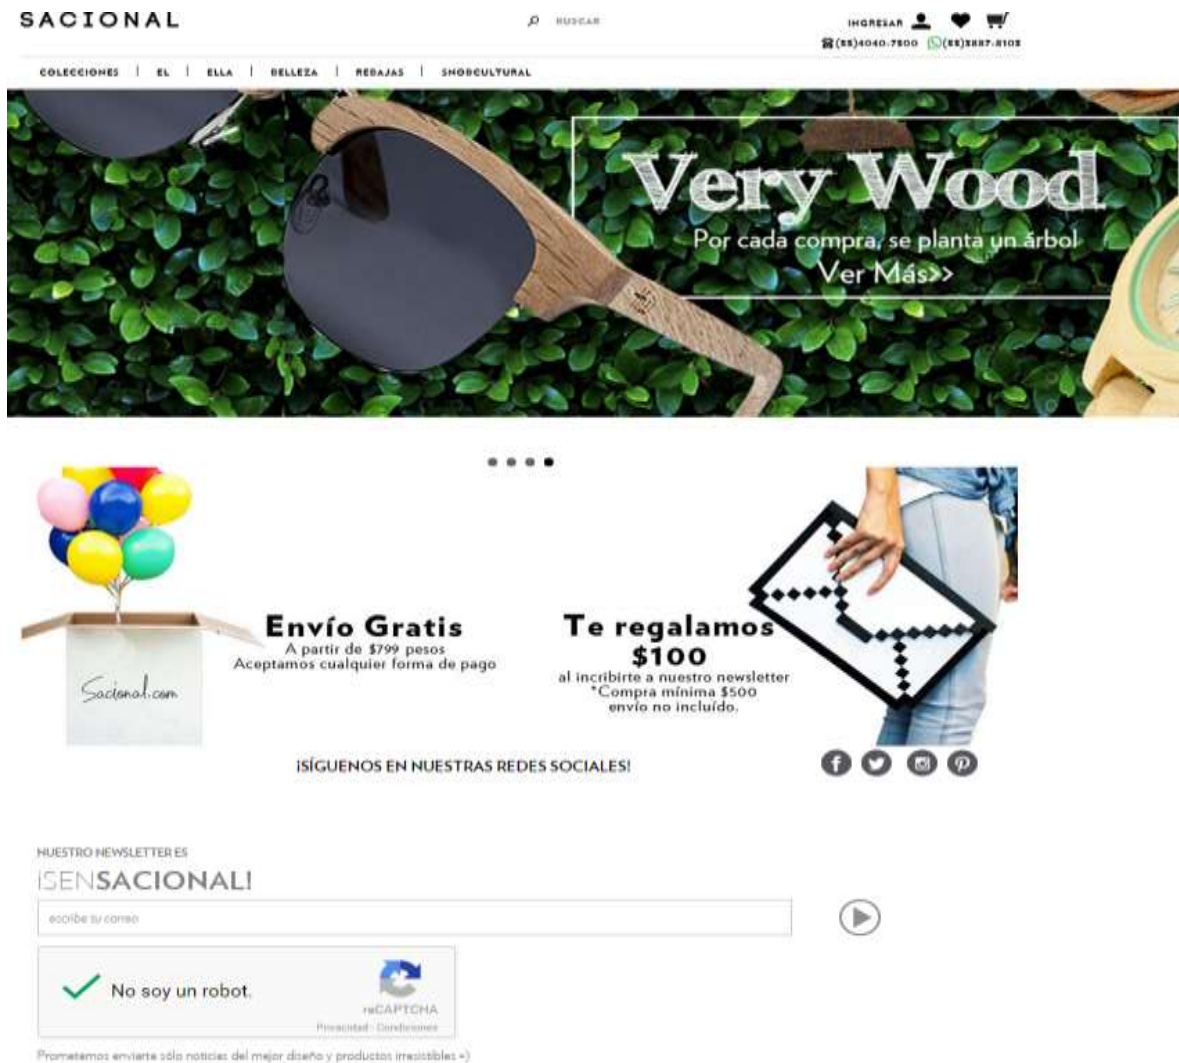 SACIONAL
BUSCAR
INGRESAR
COLECCIONES | EL | ELLA | BELLEZA | REBAJAS | SNOBCULTURAL
Very Wood
Por cada compra, se planta un árbol
Ver Más>>
Sacional.com
Envío Gratis
A partir de $799 pesos
Aceptamos cualquier forma de pago
Te regalamos
$100
al incribirte a nuestro newsletter
*Compra mínima $500
envío no incluído.
¡SÍGUENOS EN NUESTRAS REDES SOCIALES!
NUESTRO NEWSLETTER ES
¡SENSACIONAL!
escribe tu correo
No soy un robot.
reCAPTCHA
Privacidad - Condiciones
Prometemos enviarte sólo noticias del mejor diseño y productos irresistibles =)